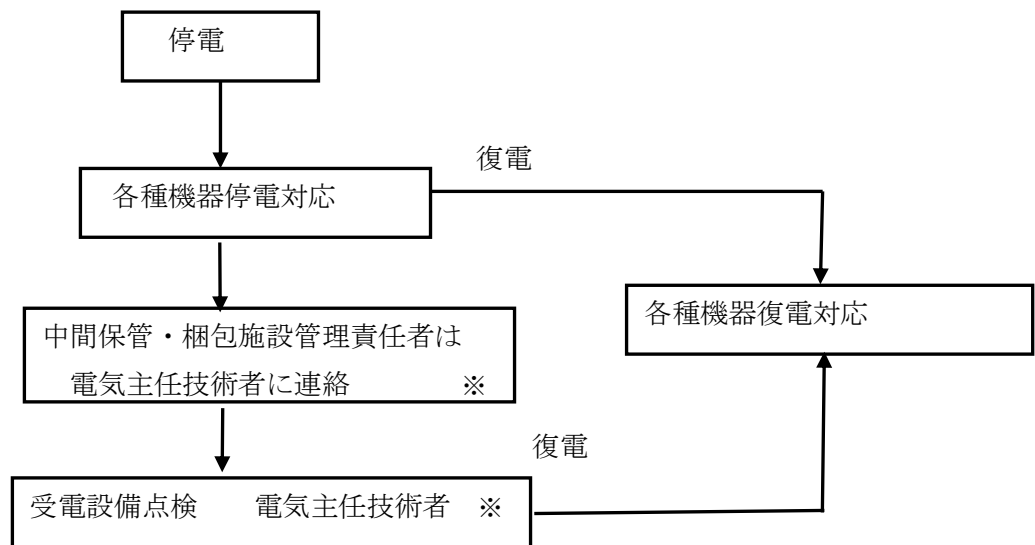 停電
復電
各種機器停電対応
各種機器復電対応
中間保管・梱包施設管理責任者は
電気主任技術者に連絡　※
復電
受電設備点検　電気主任技術者　※